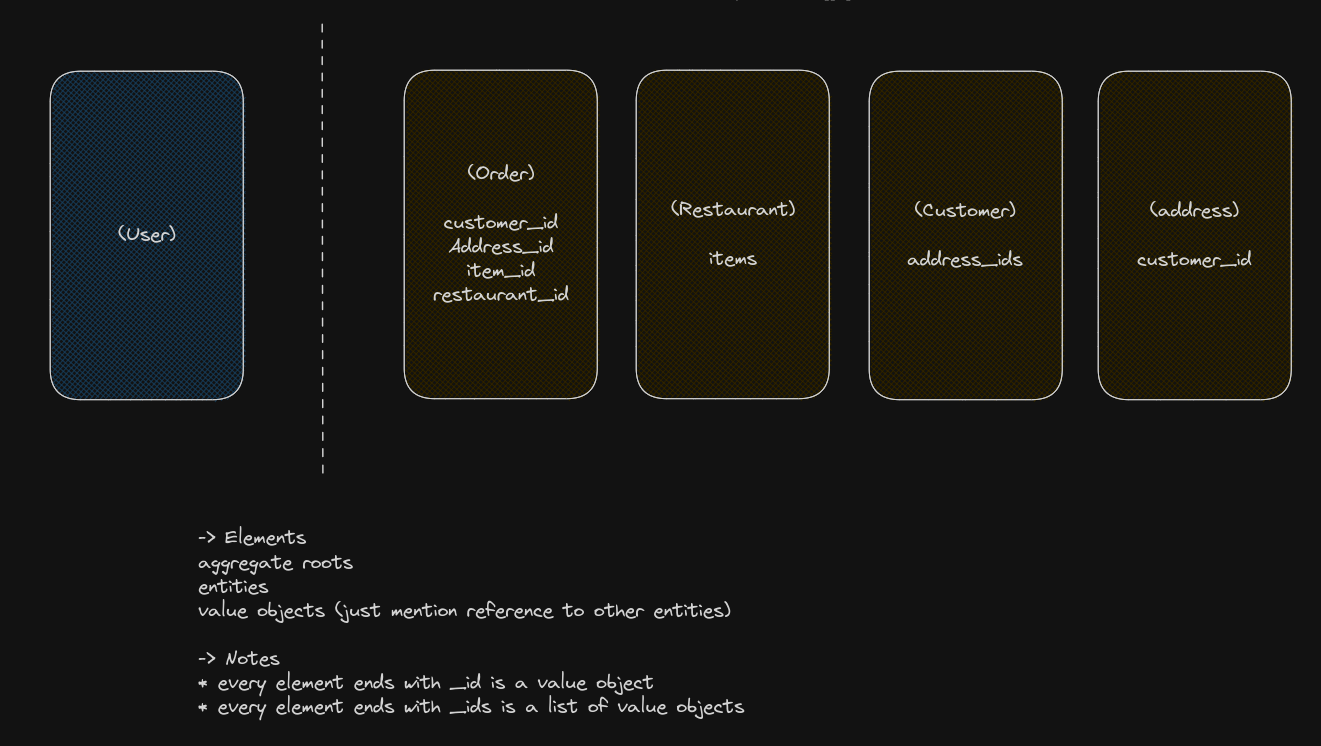 (User)
(Order)
customer_id
Address_id
item_id
restaurant_id
(Restaurant)
items
(Customer)
address_ids
(address)
customer_id
-> Elements
aggregate roots
entities
value objects (just mention reference to other entities)
-> Notes
* every element ends with _id is a value object
* every element ends with _ids is a list of value objects